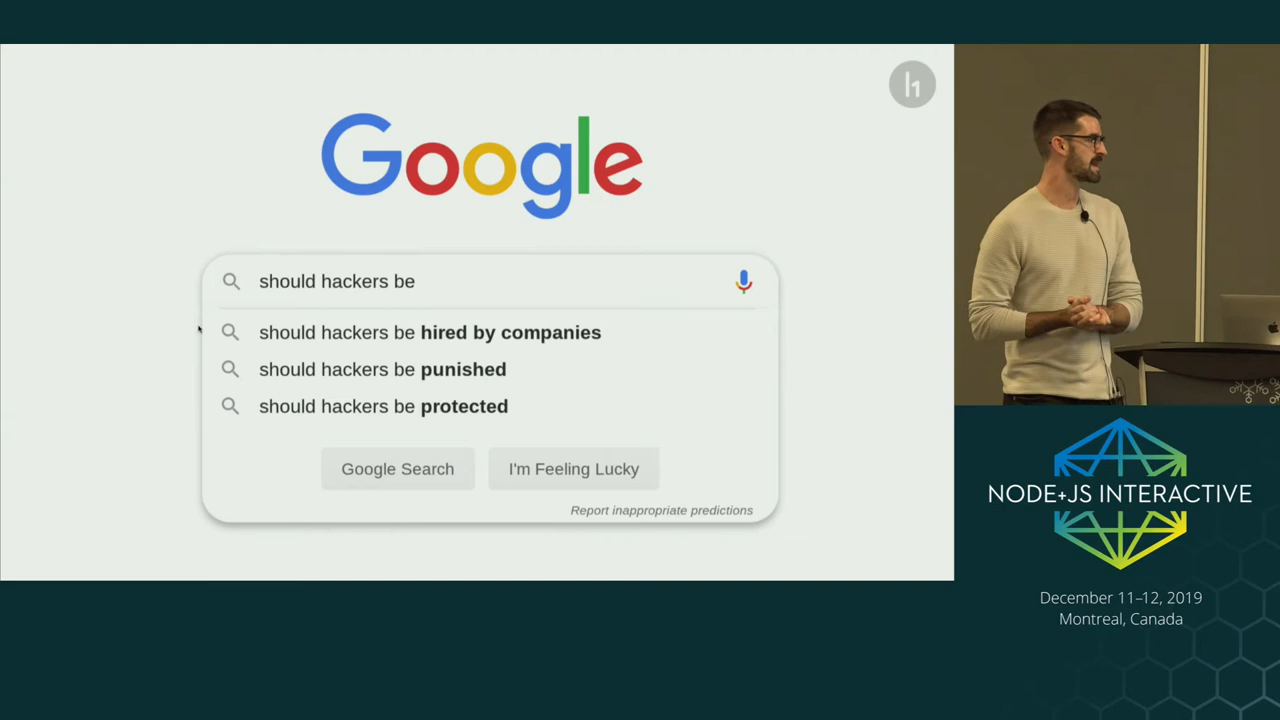 h1
Google
should hackers be
should hackers be hired by companies
should hackers be punished
should hackers be protected
Google Search
I'm Feeling Lucky
Report inappropriate predictions
NODE+JS INTERACTIVE
December 11–12, 2019
Montreal, Canada